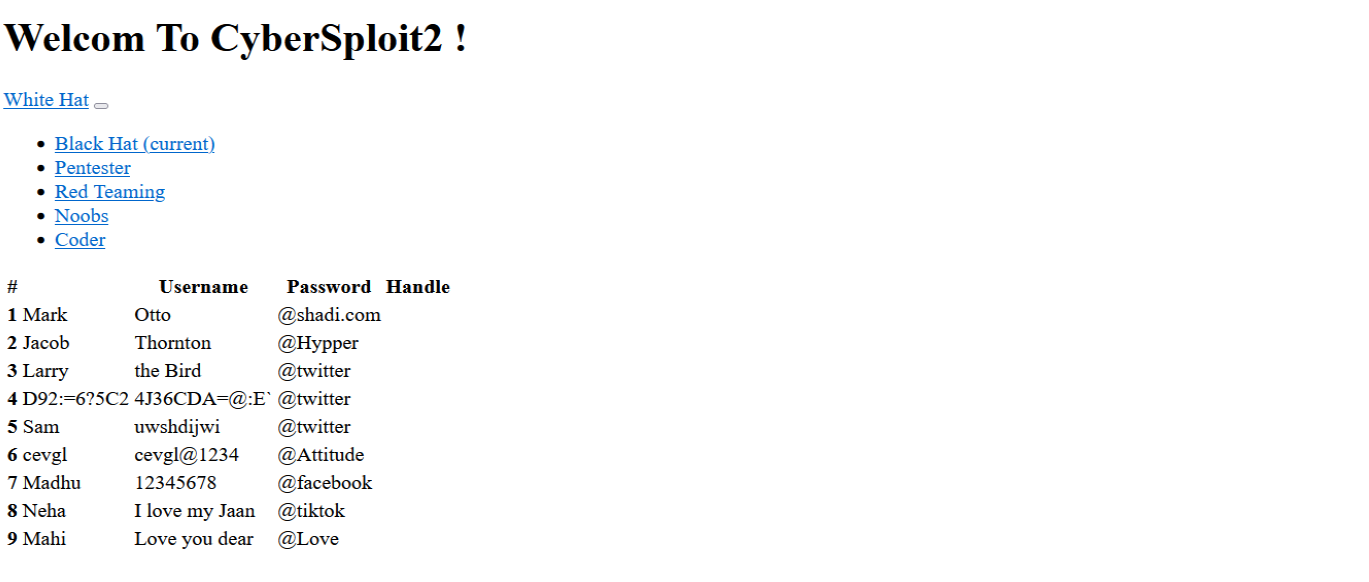 Welcom To CyberSploit2 !
White Hat
Black Hat (current)
Pentester
Red Teaming
Noobs
Coder
# Username Password Handle
1 Mark Otto @shadi.com
2 Jacob Thornton @Hypper
3 Larry the Bird @twitter
4 D92:=6?5C2 4J36CDA=@:E` @twitter
5 Sam uwshdijwi @twitter
6 cevgl cevgl@1234 @Attitude
7 Madhu 12345678 @facebook
8 Neha I love my Jaan @tiktok
9 Mahi Love you dear @Love